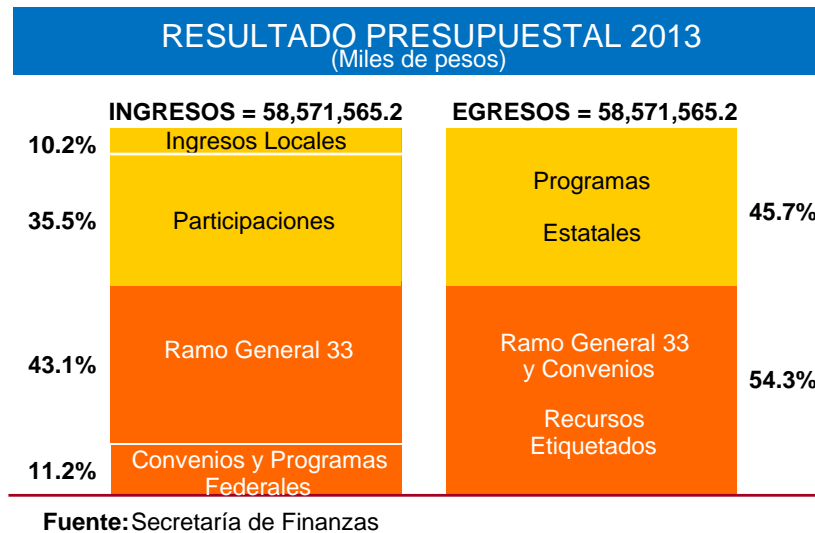 RESULTADO PRESUPUESTAL 2013
(Miles de pesos)
INGRESOS = 58,571,565.2
10.2%
Ingresos Locales
35.5%
Participaciones
43.1%
Ramo General 33
11.2%
Convenios y Programas
Federales
EGRESOS = 58,571,565.2
Programas
Estatales
45.7%
Ramo General 33
y Convenios
Recursos
Etiquetados
54.3%
Fuente: Secretaría de Finanzas